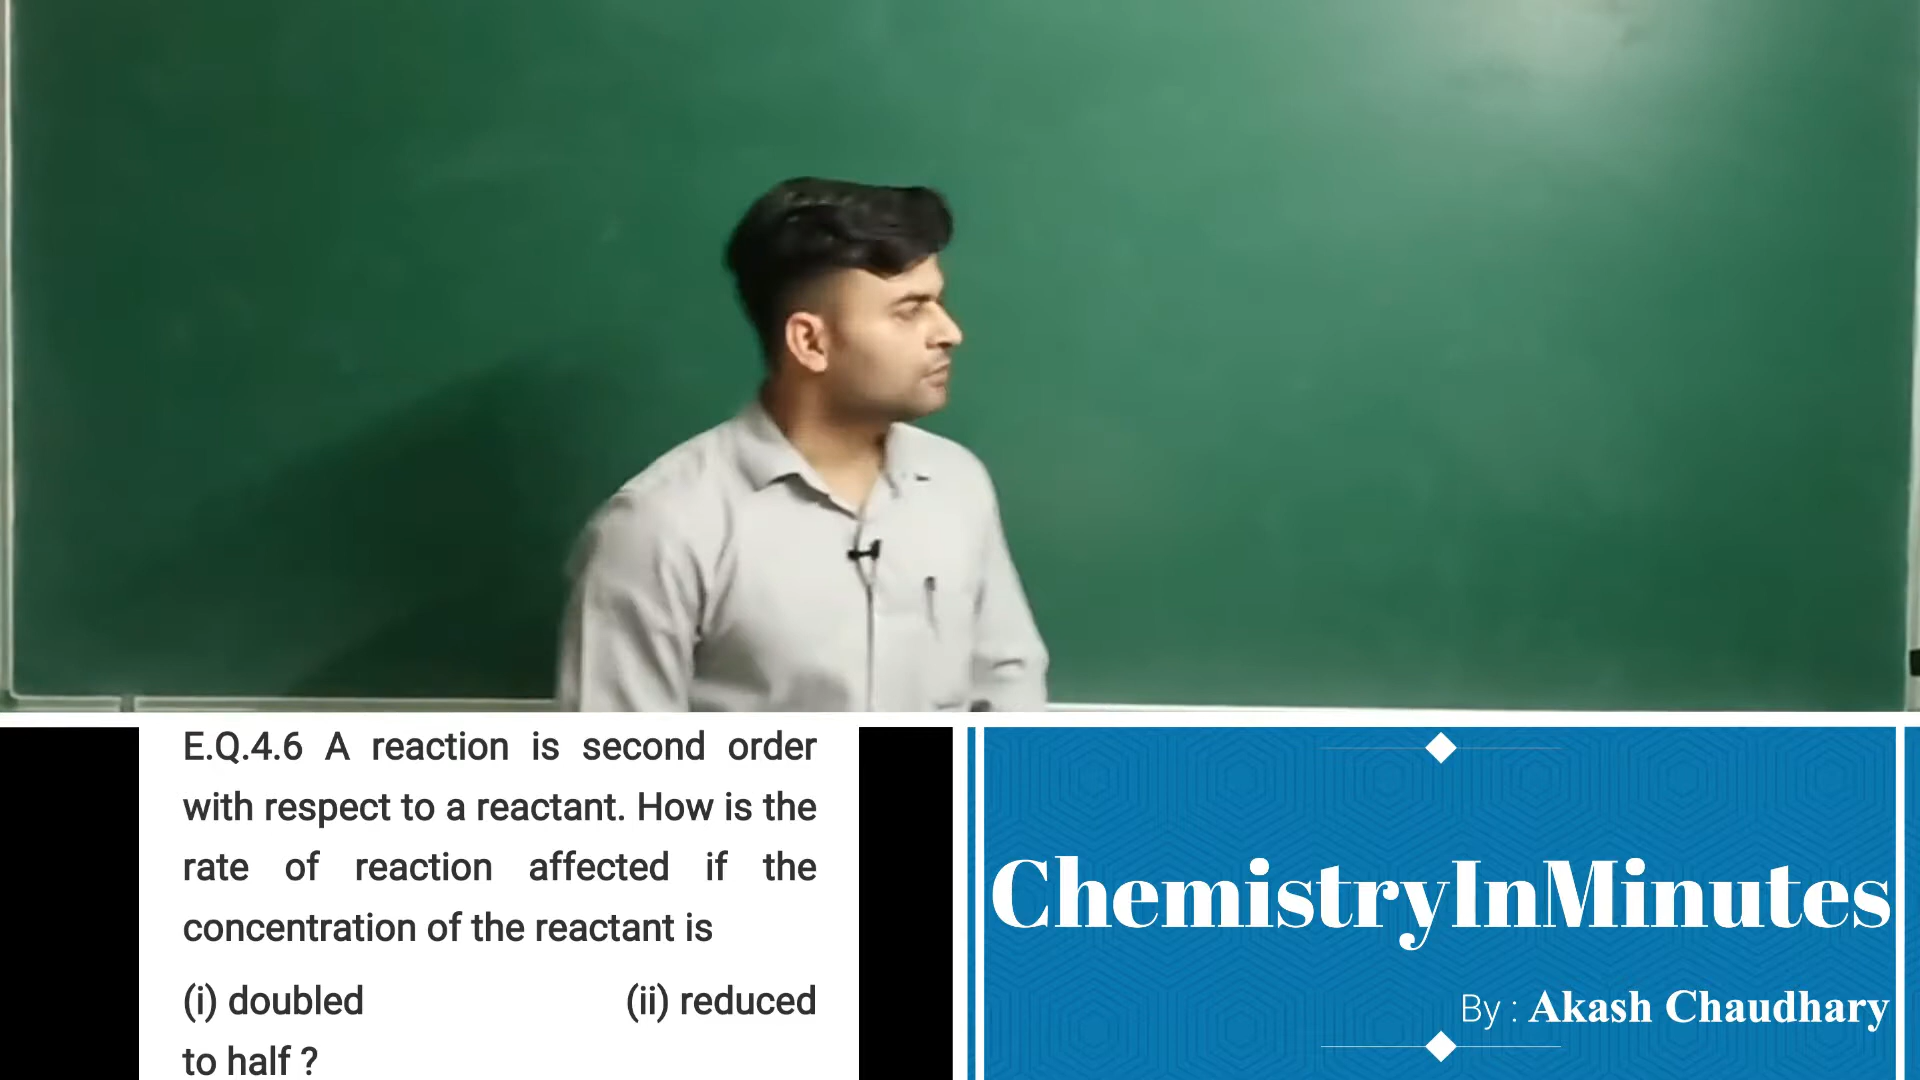 E.Q.4.6 A reaction is second order
with respect to a reactant. How is the
rate of reaction affected if the
concentration of the reactant is
(i) doubled (ii) reduced
to half ?
ChemistryInMinutes
By : Akash Chaudhary